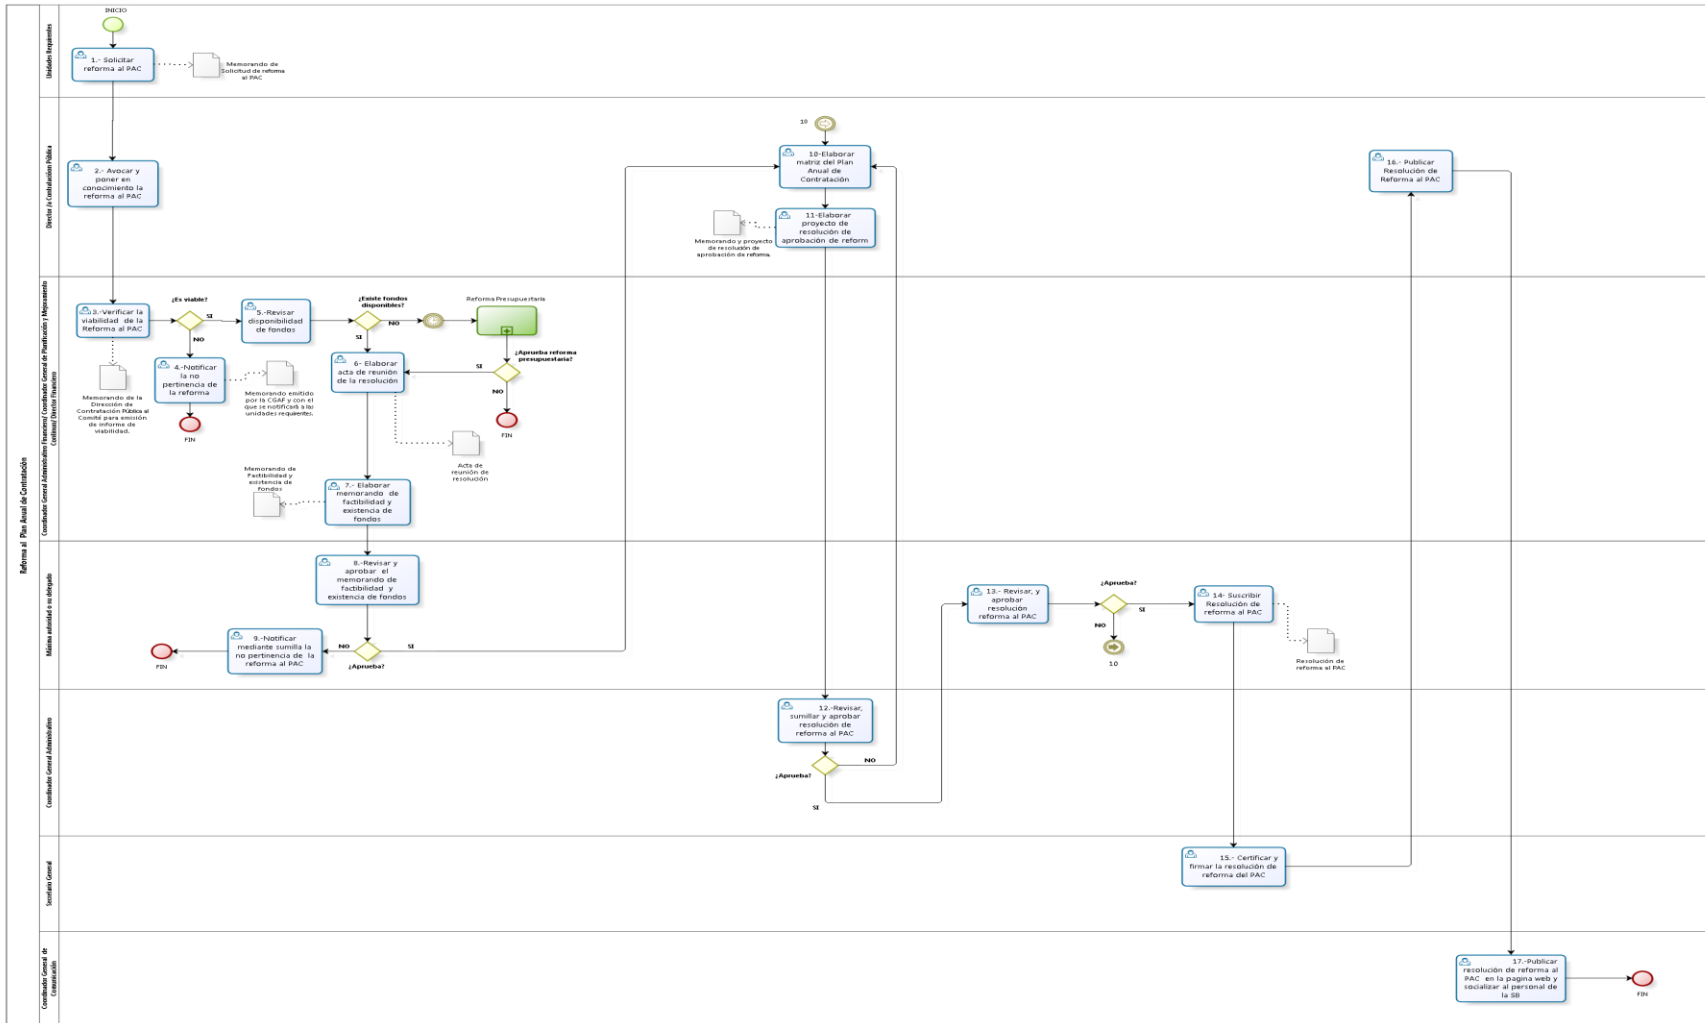 Reforma al Plan Anual de Contratación
Unidades Requirentes
INICIO
1.- Solicitar
reforma al PAC
Memorando de
Solicitud de reforma
al PAC
Director /a Contratación Pública
2.- Avocar y
poner en
conocimiento la
reforma al PAC
10
10-Elaborar
matriz del Plan
Anual de
Contratación
11-Elaborar
proyecto de
resolución de
aprobación de reform
Memorando y proyecto
de resolución de
aprobación de reforma.
16.- Publicar
Resolución de
Reforma al PAC
Coordinador General Administrativo Financiero/ Coordinador General de Planificación y Mejoramiento
Continuo/ Director Financiero
3.-Verificar la
viabilidad de la
Reforma al PAC
Memorando de la
Dirección de
Contratación Pública al
Comité para emisión
de informe de
viabilidad.
¿Es viable?
SI
NO
4.-Notificar
la no
pertinencia de
la reforma
Memorando emitido
por la CGAF y con el
que se notificará a las
unidades requirentes.
FIN
5.-Revisar
disponibilidad
de fondos
¿Existe fondos
disponibles?
NO
SI
Reforma Presupuestaria
¿Aprueba reforma
presupuestaria?
SI
NO
FIN
6- Elaborar
acta de reunión
de la resolución
Acta de
reunión de
resolución
7.- Elaborar
memorando de
factibilidad y
existencia de
fondos
Memorando de
Factibilidad y
existencia de
fondos
Máxima autoridad o su delegado
8.-Revisar y
aprobar el
memorando de
factibilidad y
existencia de fondos
¿Aprueba?
NO
SI
9.-Notificar
mediante sumilla la
no pertinencia de la
reforma al PAC
FIN
13.- Revisar, y
aprobar
resolución
reforma al PAC
¿Aprueba?
SI
NO
10
14- Suscribir
Resolución de
reforma al PAC
Resolución de
reforma al PAC
Coordinador General Administrativo
12.-Revisar,
sumillar y aprobar
resolución de
reforma al PAC
¿Aprueba?
NO
SI
Secretario General
15.- Certificar y
firmar la resolución de
reforma del PAC
Coordinador General de
Comunicación
17.-Publicar
resolución de reforma al
PAC en la pagina web y
socializar al personal de
la SB
FIN